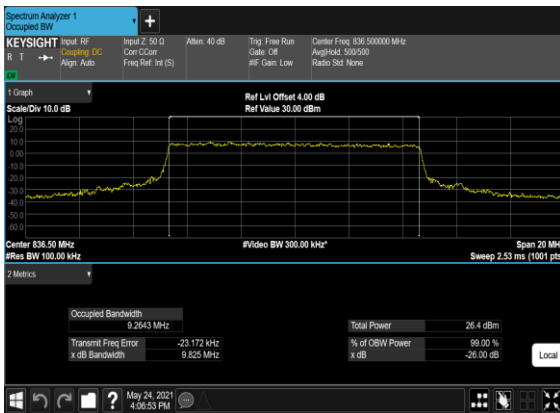 Spectrum Analyzer 1
Occupied BW
+
KEYSIGHT
R T
LV
Input: RF
Coupling: DC
Align: Auto
Input Z: 50 Ω
Corr CCorr
Freq Ref: Int (S)
Atten: 40 dB
Trig: Free Run
Gate: Off
#IF Gain: Low
Center Freq: 836.500000 MHz
Avg|Hold: 500/500
Radio Std: None
1 Graph
Scale/Div 10.0 dB
Ref Lvl Offset 4.00 dB
Ref Value 30.00 dBm
Log
20.0
10.0
0.00
-10.0
-20.0
-30.0
-40.0
-50.0
-60.0
Center 836.50 MHz
#Res BW 100.00 kHz
#Video BW 300.00 kHz*
Span 20 MH
Sweep 2.53 ms (1001 pts
2 Metrics
Occupied Bandwidth
9.2643 MHz
Total Power 26.4 dBm
Transmit Freq Error -23.172 kHz
% of OBW Power 99.00 %
x dB Bandwidth 9.825 MHz
x dB -26.00 dB
Local
?
May 24, 2021
4:06:53 PM